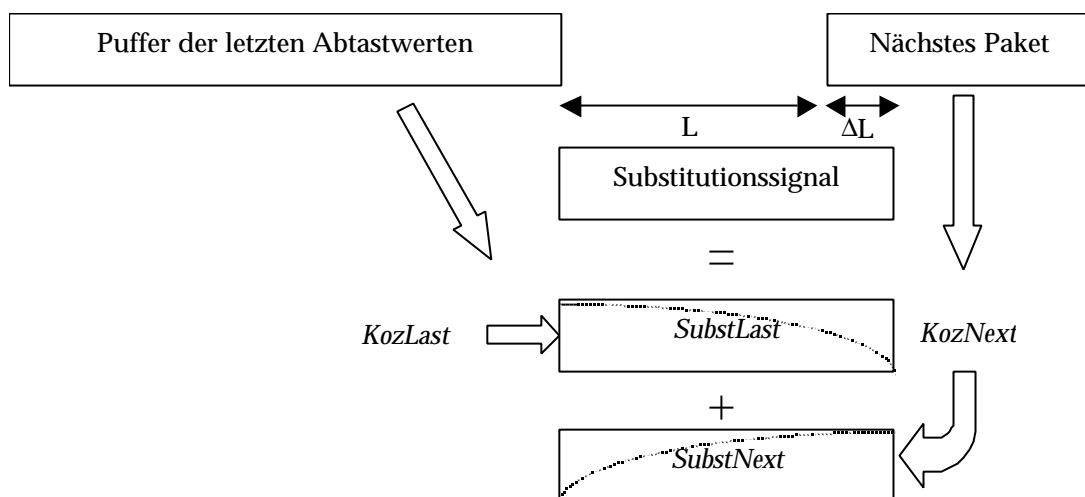 Puffer der letzten Abtastwerten
Nächstes Paket
L
ΔL
Substitutionssignal
=
KozLast
SubstLast
KozNext
+
SubstNext